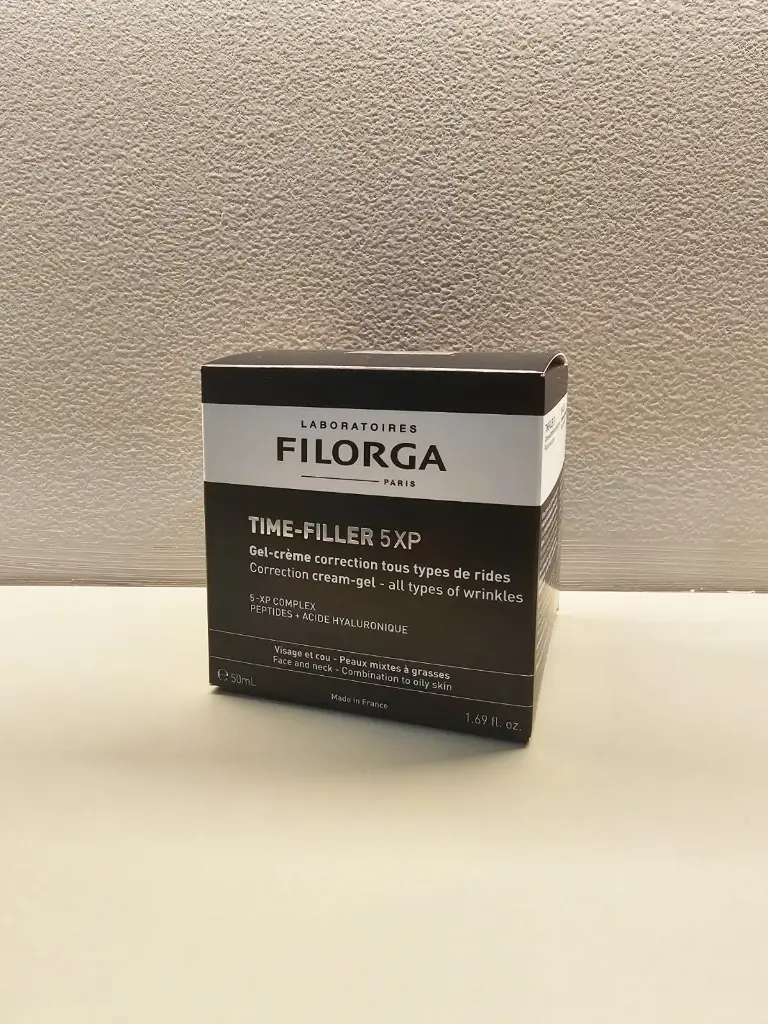 LABORATOIRES
FILORGA
PARIS
TIME-FILLER 5XP
Gel-crème correction tous types de rides
Correction cream-gel - all types of wrinkles
5-XP COMPLEX
PEPTIDES + ACIDE HYALURONIQUE
Visage et cou - Peaux mixtes à grasses
Face and neck - Combination to oily skin
℮ 50mL
Made in France
1.69 fl. oz.